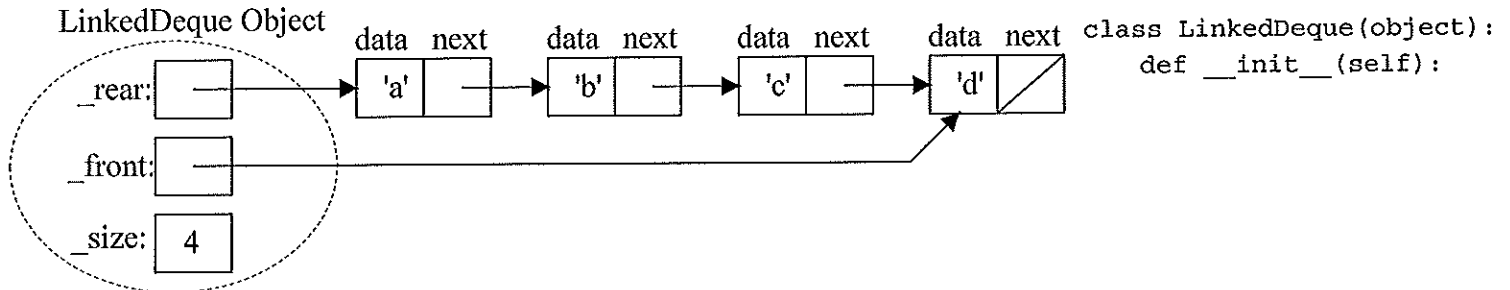 LinkedDeque Object
data next data next data next data next
_rear: 'a' 'b' 'c' 'd'
_front:
_size: 4
class LinkedDeque(object):
def __init__(self):